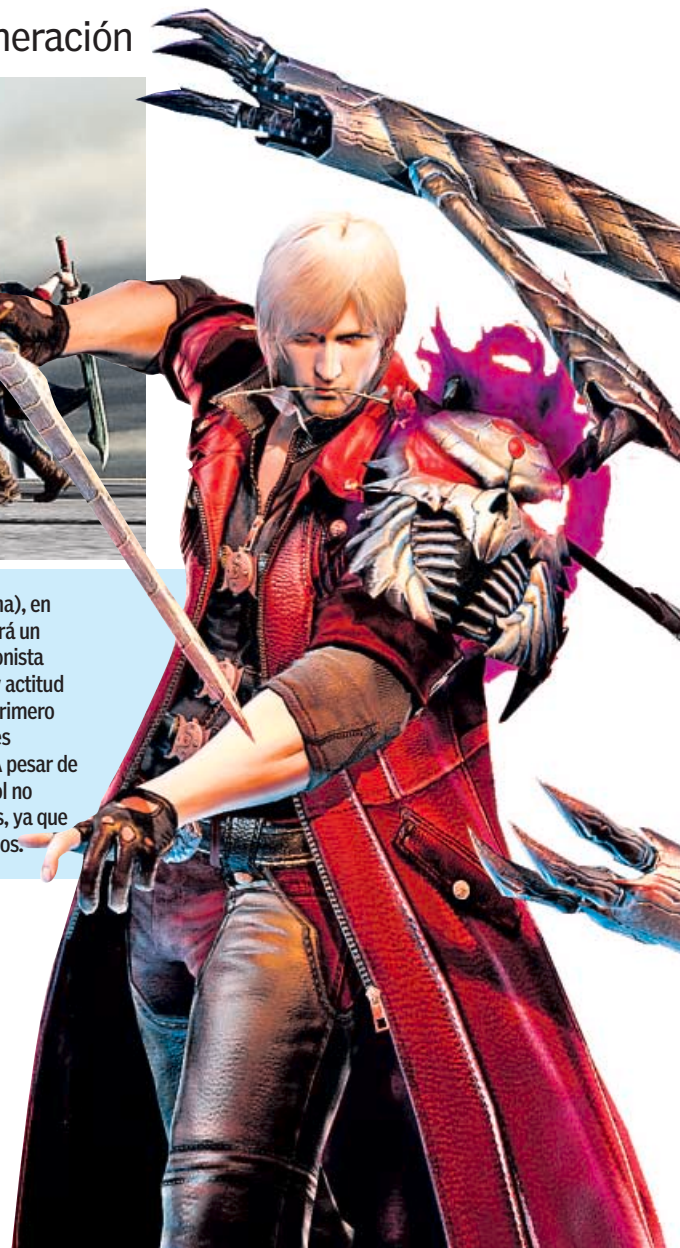 neración
na), en
rá un
onista
actitud
rimero
es
pesar de
ol no
s, ya que
os.